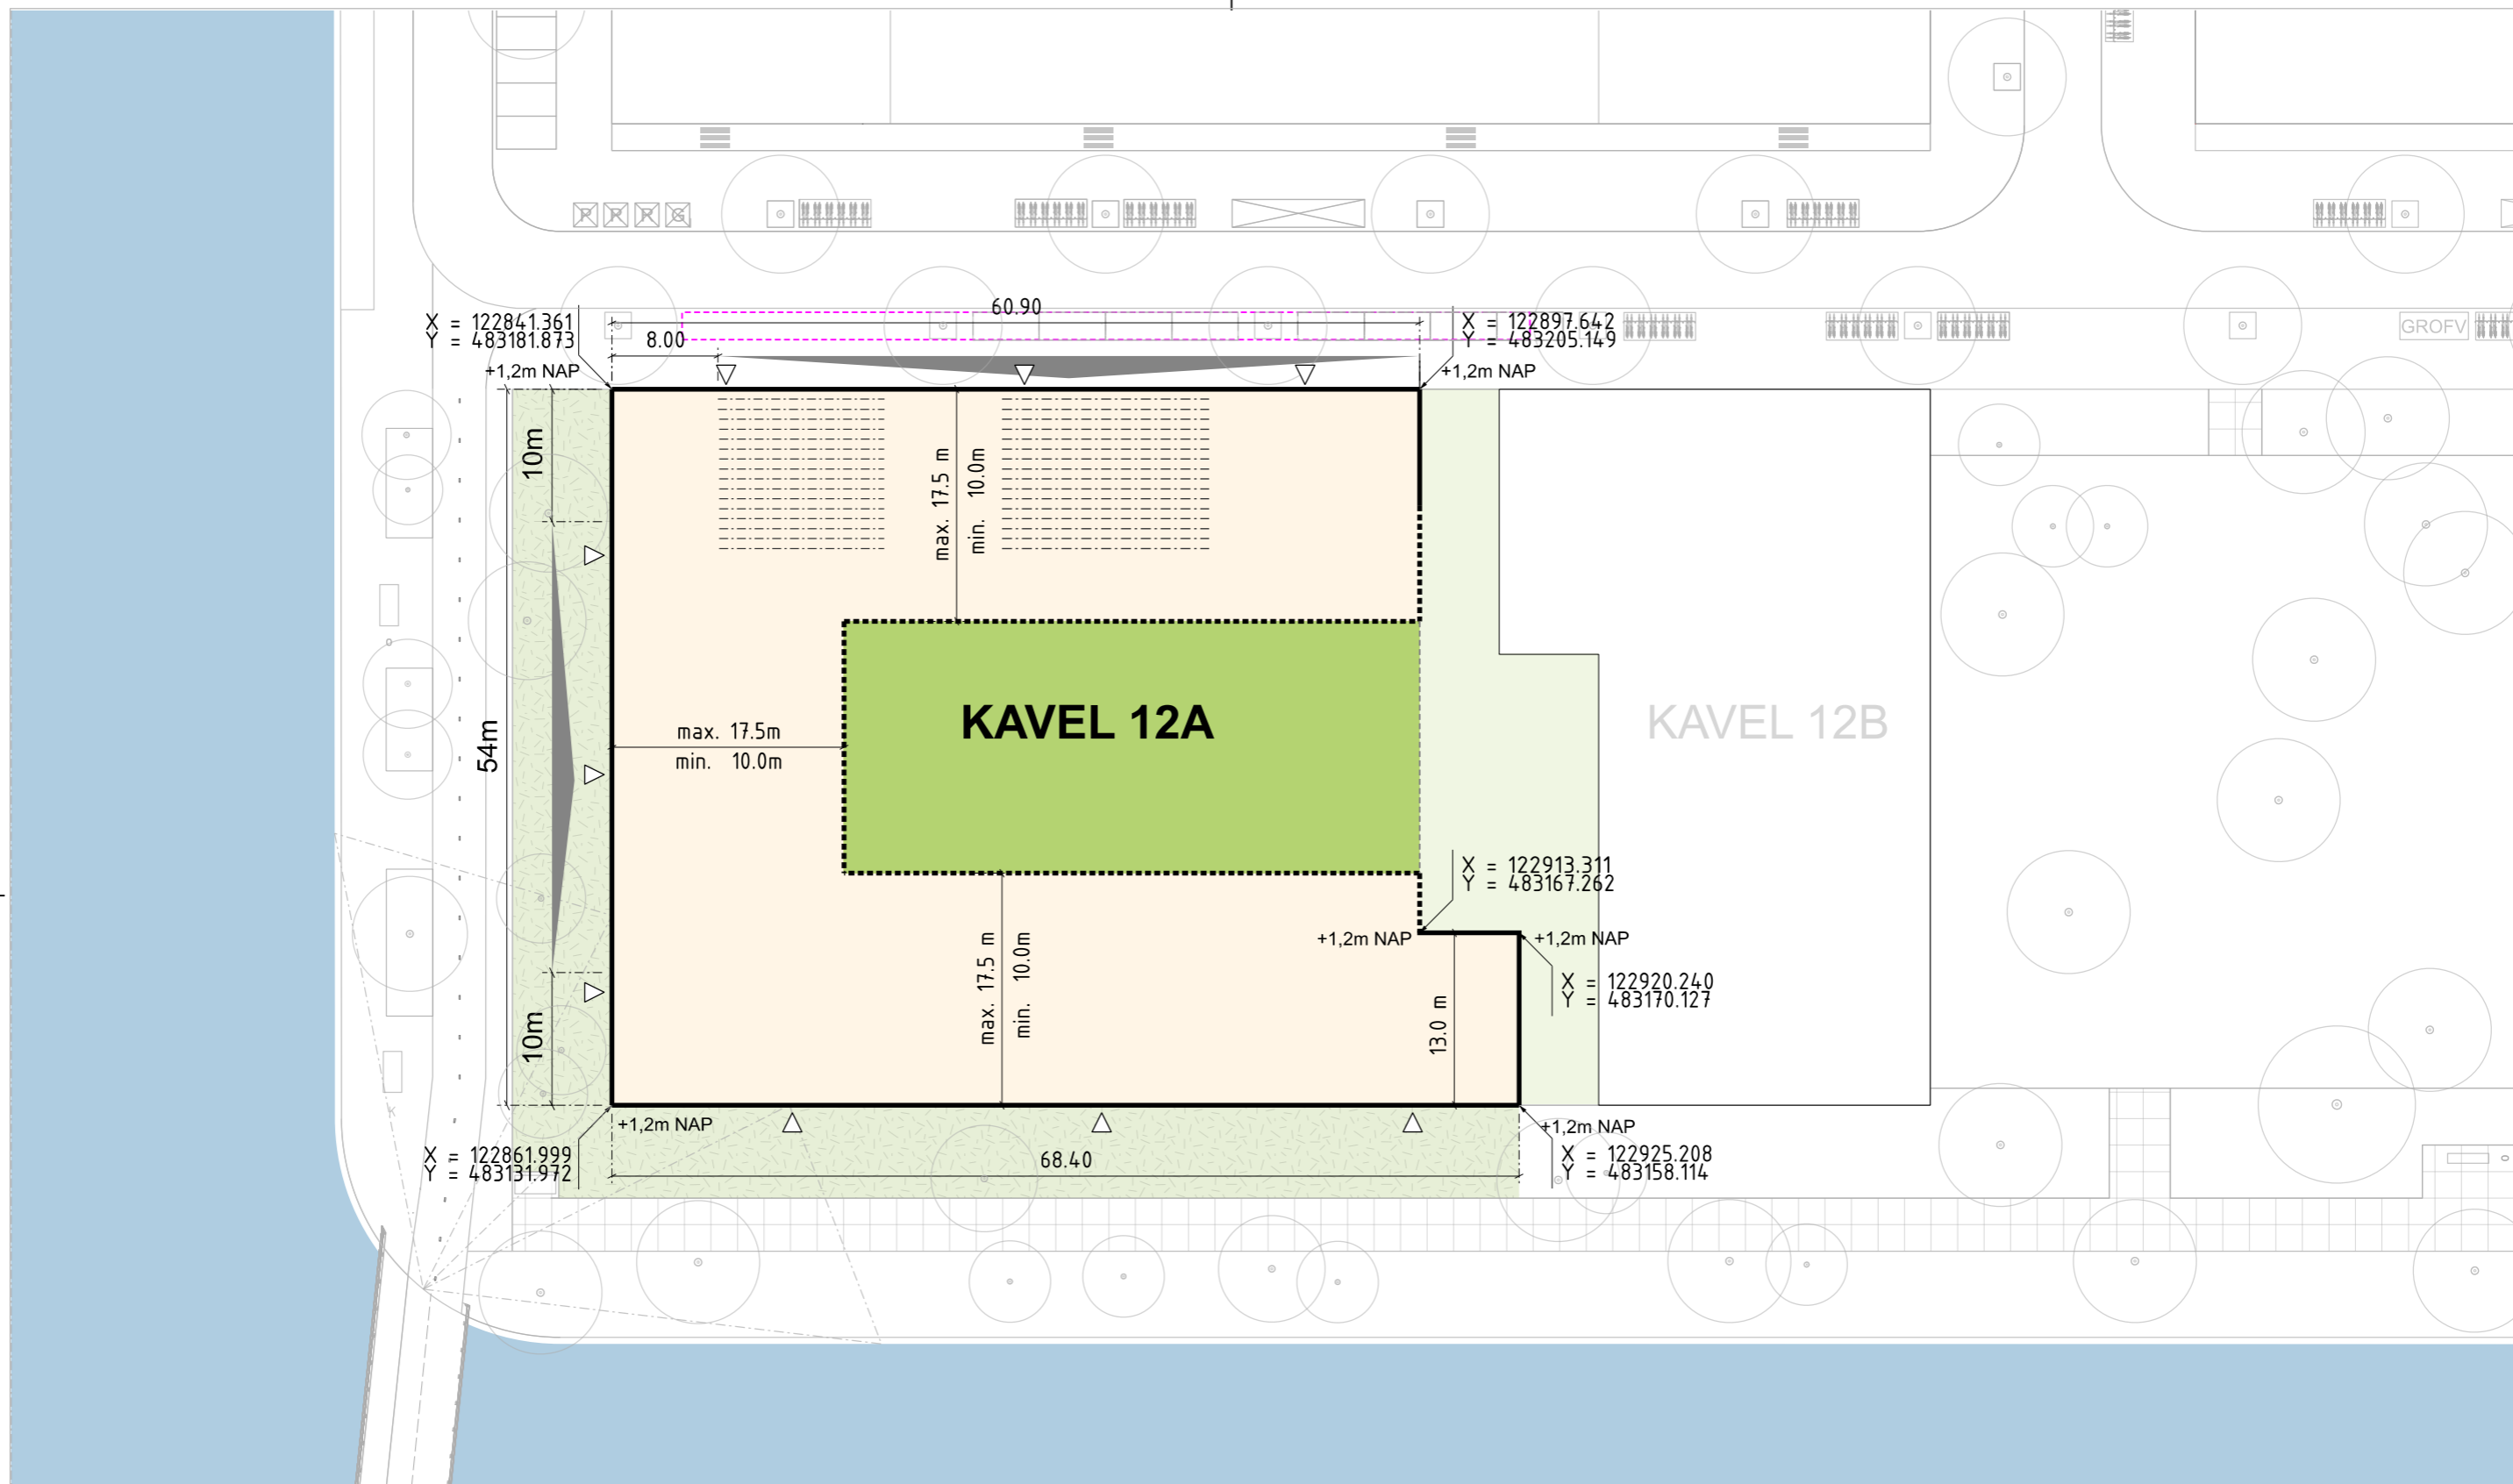 P P P G
60.90
X = 122841.361
Y = 483181.873
8.00
X = 122897.642
Y = 483205.149
GROFV
+1,2m NAP
+1,2m NAP
10m
max. 17.5 m
min. 10.0m
54m
max. 17.5m
min. 10.0m
KAVEL 12A
KAVEL 12B
X = 122913.311
Y = 483167.262
+1,2m NAP
+1,2m NAP
X = 122920.240
Y = 483170.127
max. 17.5 m
min. 10.0m
13.0 m
10m
+1,2m NAP
+1,2m NAP
X = 122861.999
Y = 483131.972
68.40
X = 122925.208
Y = 483158.114